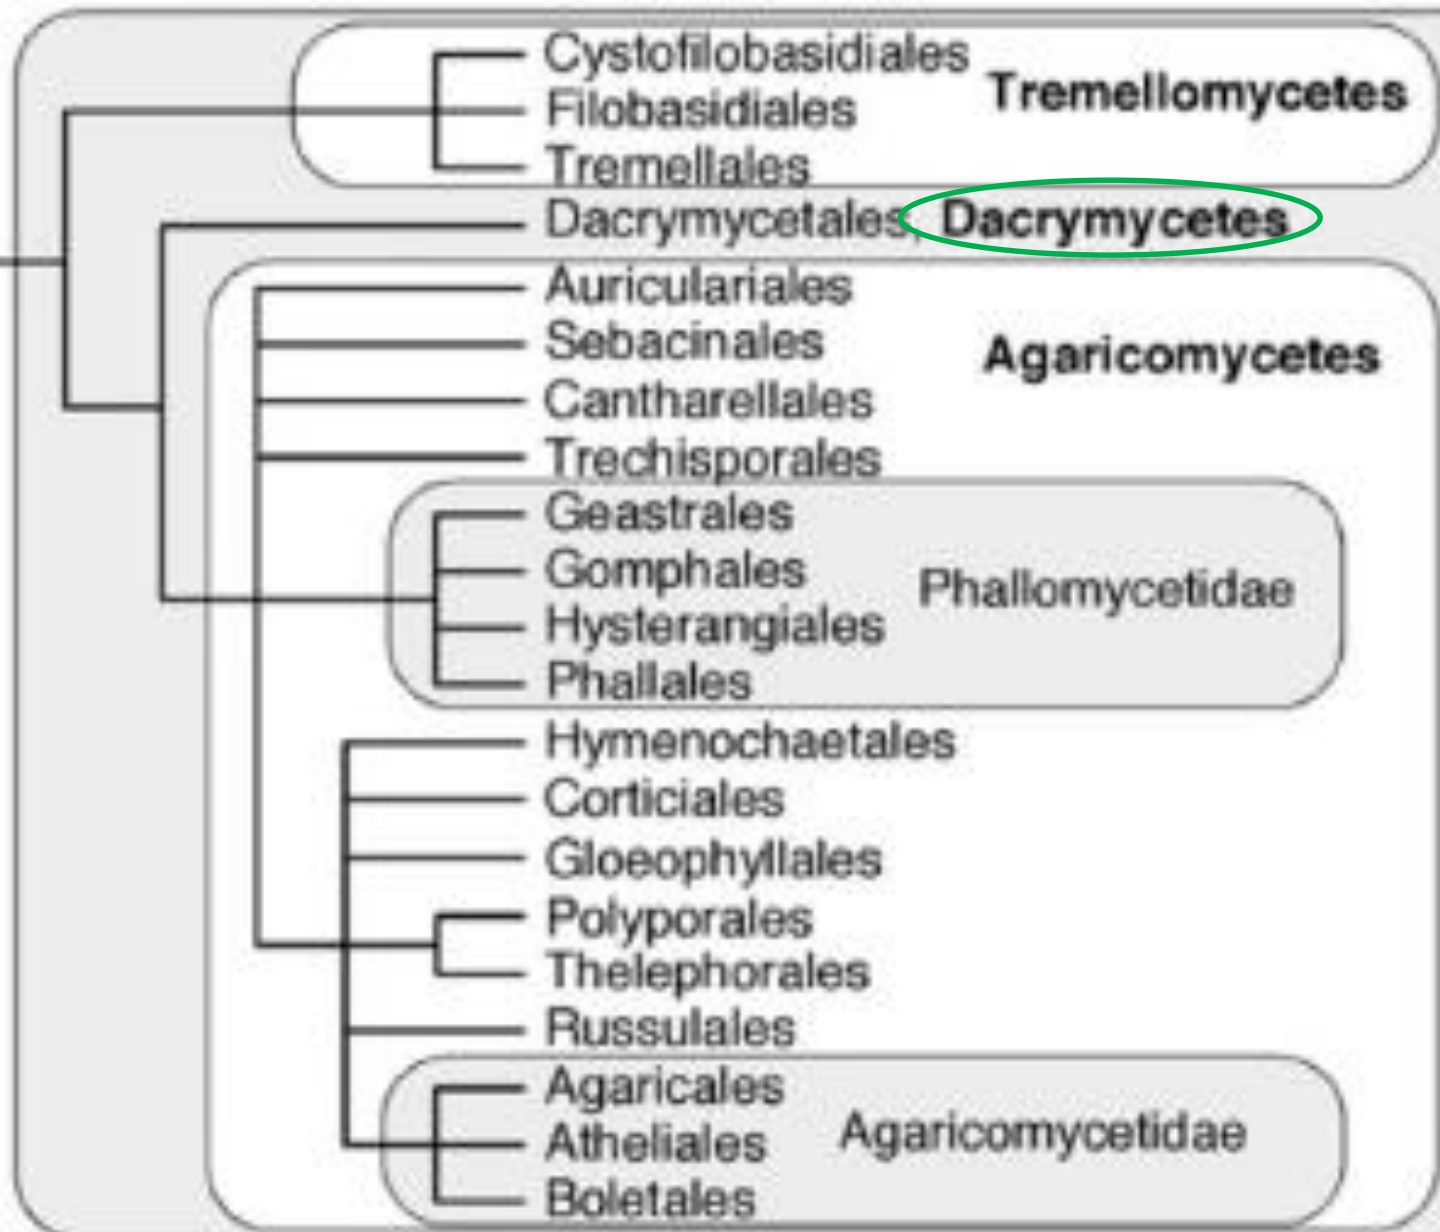 Cystofilobasidiales
Tremellomycetes
Filobasidiales
Tremellales
Dacrymycetales, Dacrymycetes
Auriculariales
Sebacinales
Agaricomycetes
Cantharellales
Trechisporales
Geastrales
Gomphales
Phallomycetidae
Hysterangiales
Phallales
Hymenochaetales
Corticiales
Gloeophyllales
Polyporales
Thelephorales
Russulales
Agaricales
Agaricomycetidae
Atheliales
Boletales